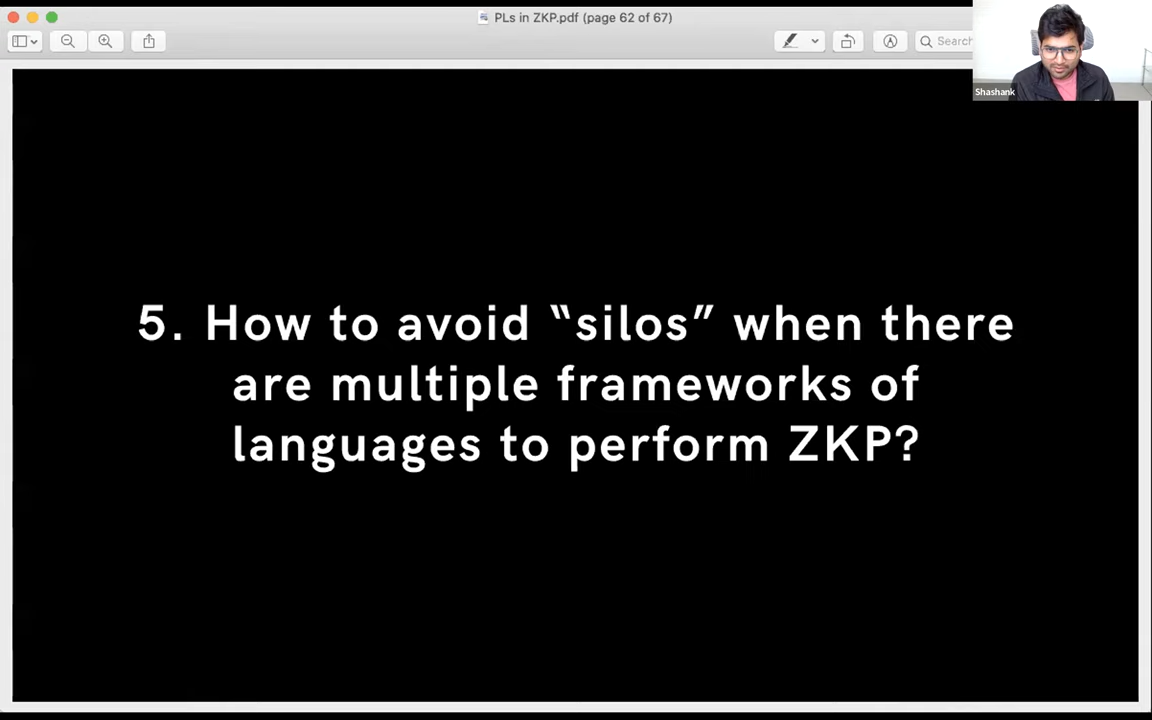 PLs in ZKP.pdf (page 62 of 67)
Search
Shashank
5. How to avoid “silos” when there
are multiple frameworks of
languages to perform ZKP?